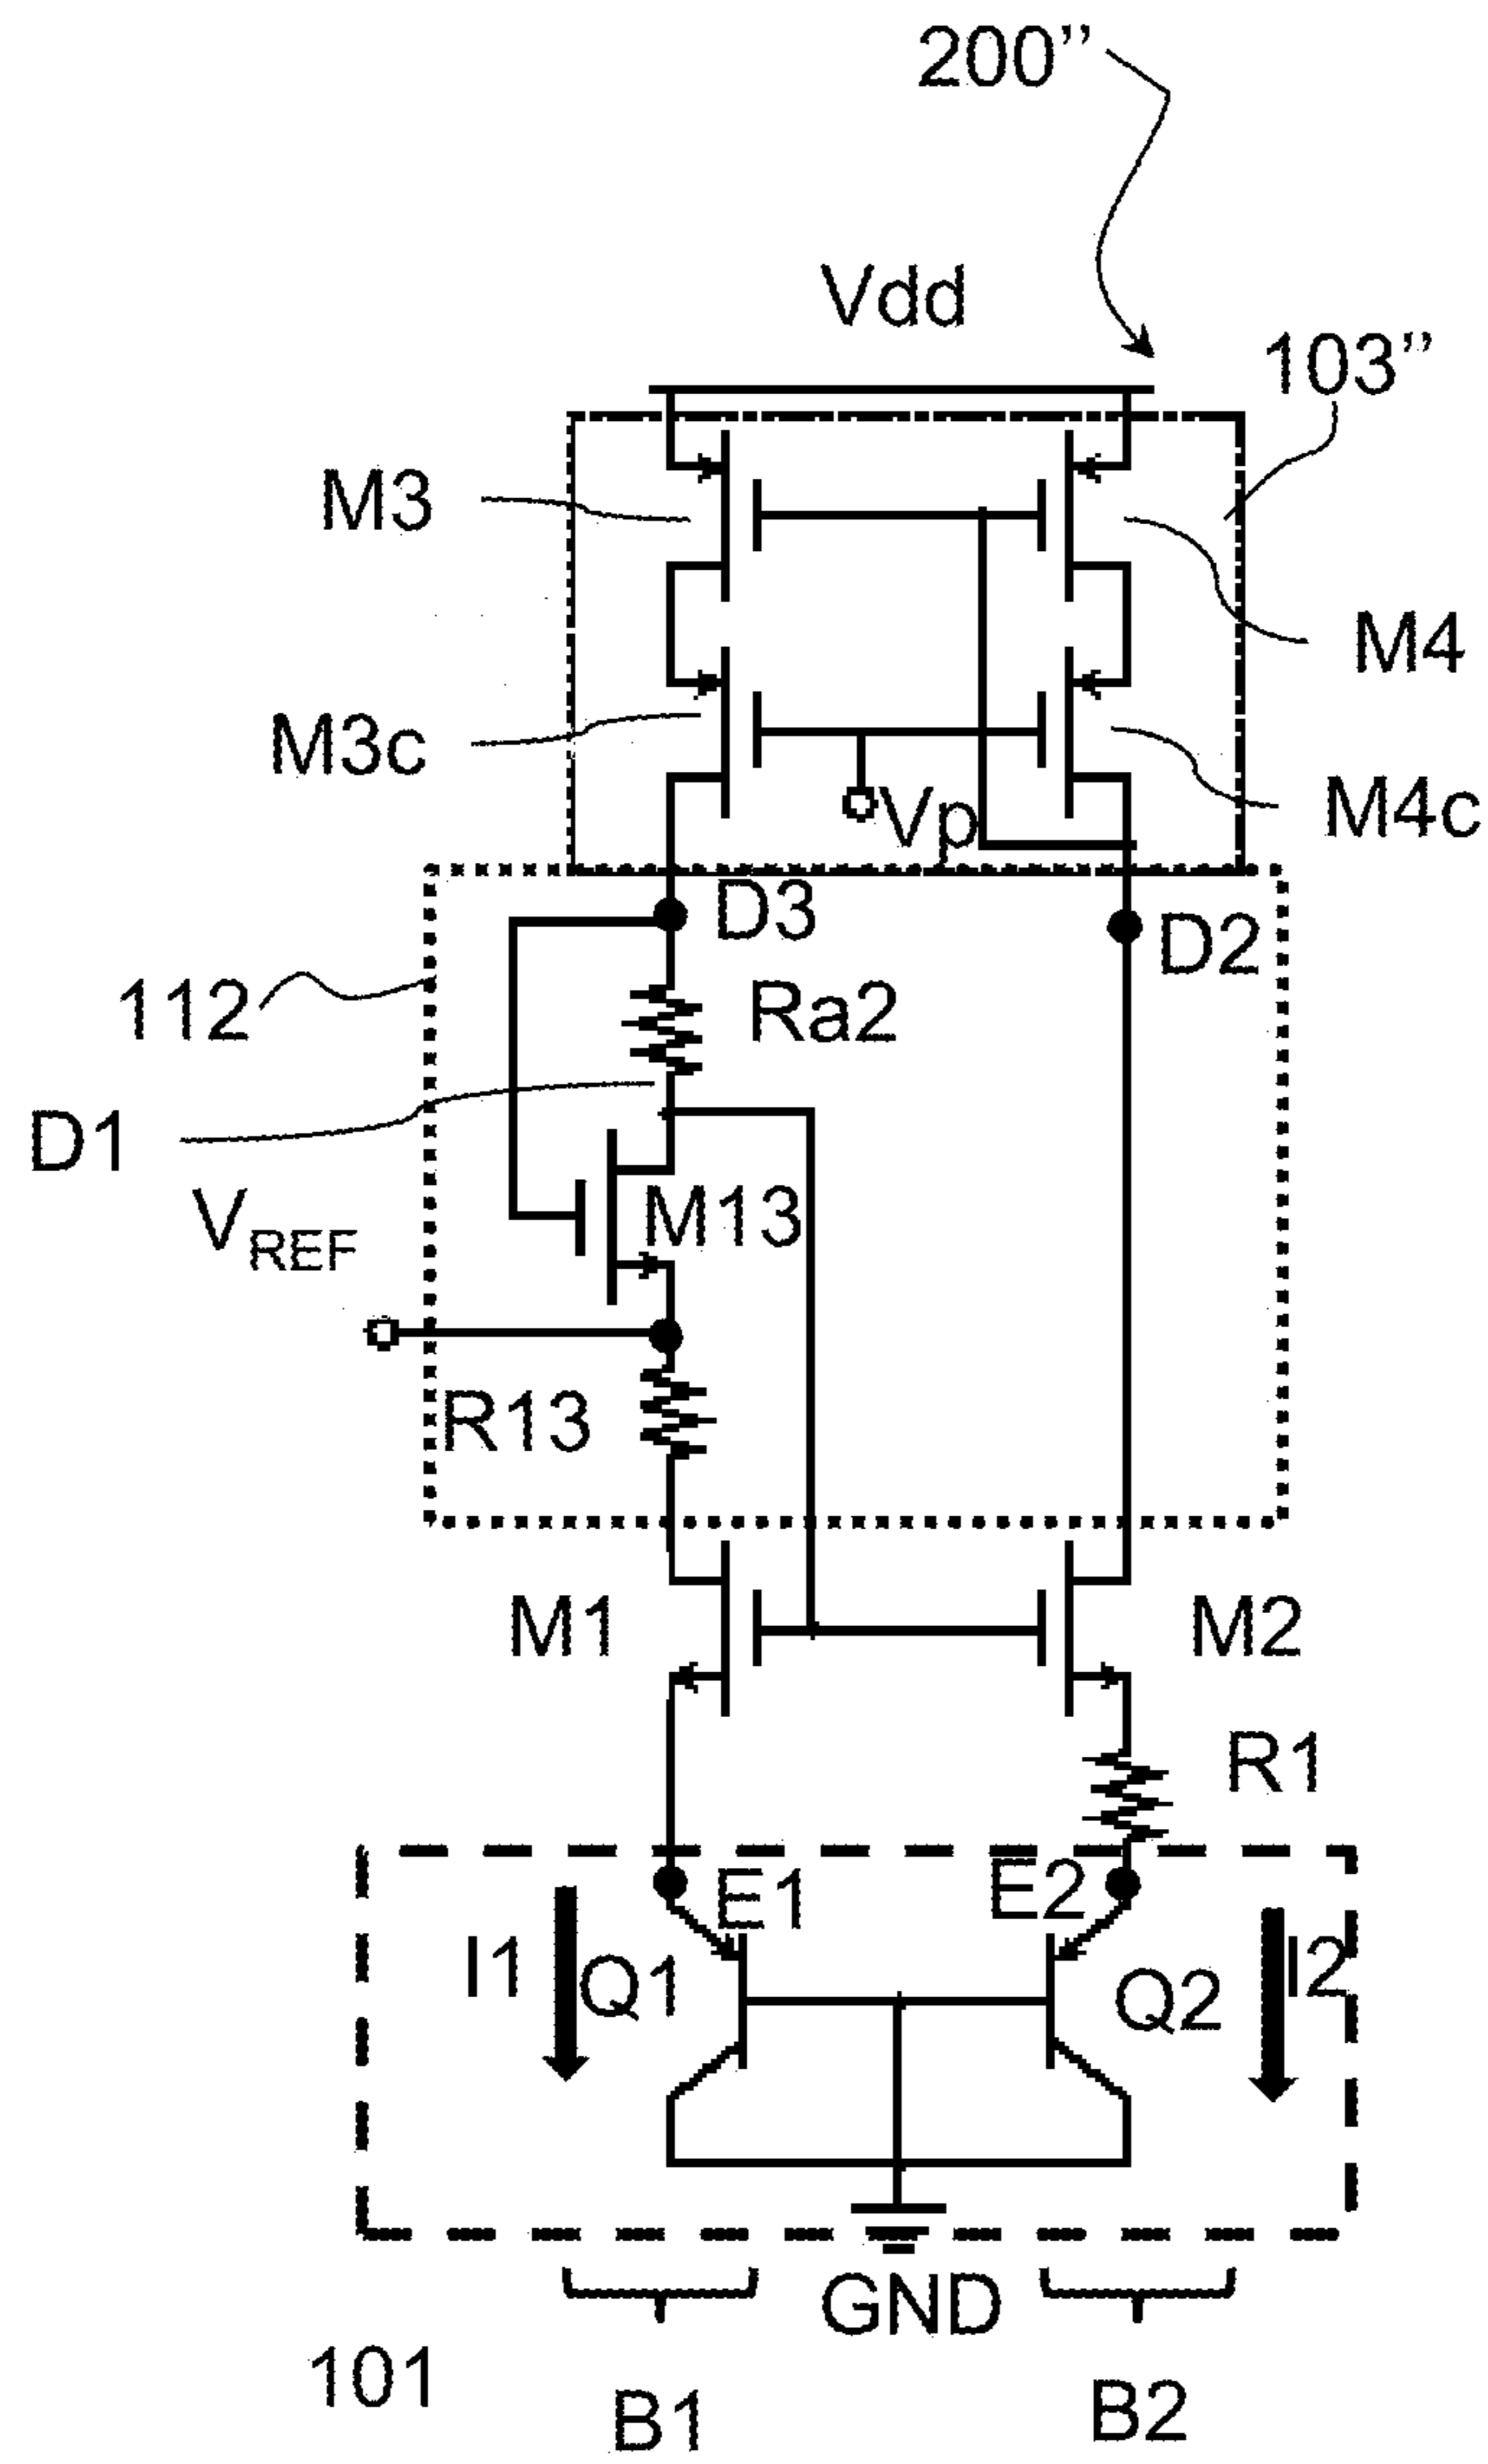 200”
Vdd
103”
M3
M4
M3c
Vp
M4c
D3
D2
112
Ra2
D1
M13
VREF
R13
M1
M2
R1
E1
E2
I1
Q1
Q2
I2
GND
101
B1
B2